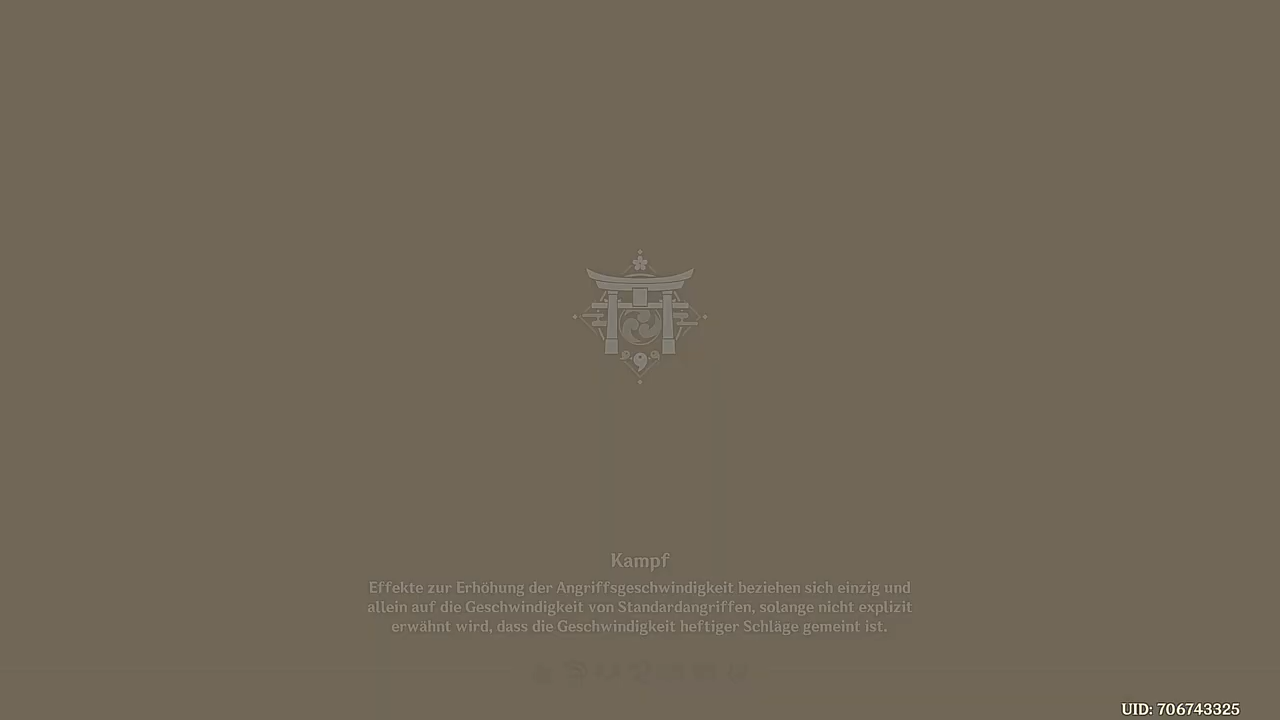 Kampf
Effekte zur Erhöhung der Angriffsgeschwindigkeit beziehen sich einzig und
allein auf die Geschwindigkeit von Standardangriffen, solange nicht explizit
erwähnt wird, dass die Geschwindigkeit heftiger Schläge gemeint ist.
UID: 706743325